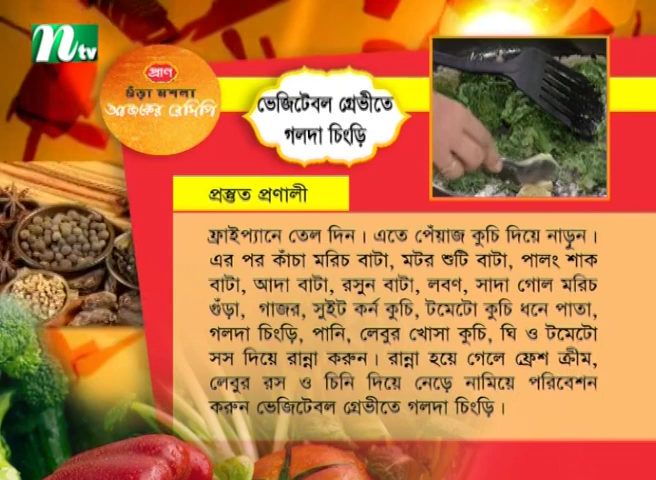 ntv
প্রাণ
গুঁড়া মশলা
আজকের রেসিপি
ভেজিটেবল গ্রেভীতে
গলদা চিংড়ি
প্রস্তুত প্রণালী
ফ্রাইপ্যানে তেল দিন। এতে পেঁয়াজ কুচি দিয়ে নাড়ুন।
এর পর কাঁচা মরিচ বাটা, মটর শুটি বাটা, পালং শাক
বাটা, আদা বাটা, রসুন বাটা, লবণ, সাদা গোল মরিচ
গুঁড়া, গাজর, সুইট কর্ন কুচি, টমেটো কুচি ধনে পাতা,
গলদা চিংড়ি, পানি, লেবুর খোসা কুচি, ঘি ও টমেটো
সস দিয়ে রান্না করুন। রান্না হয়ে গেলে ফ্রেশ ক্রীম,
লেবুর রস ও চিনি দিয়ে নেড়ে নামিয়ে পরিবেশন
করুন ভেজিটেবল গ্রেভীতে গলদা চিংড়ি।